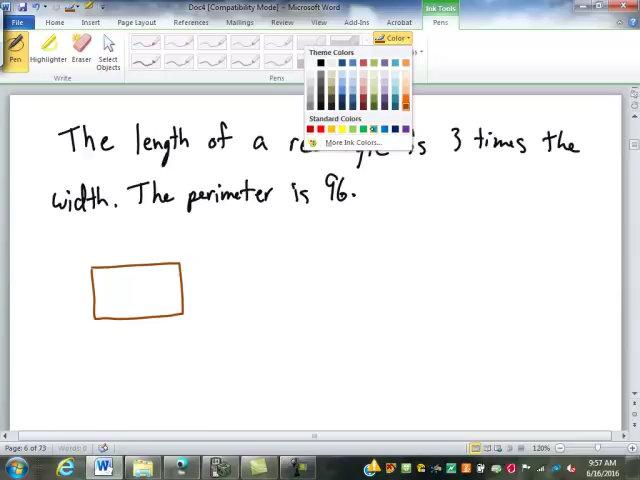 Doc4 [Compatibility Mode] - Microsoft Word
Ink Tools
File Home Insert Page Layout References Mailings Review View Add-Ins Acrobat Pens
Pen Highlighter Eraser Select Objects
Color
Write
Pens
Theme Colors
Standard Colors
More Ink Colors...
The length of a is 3 times the
width. The perimeter is 96.
Page 6 of 73 Words: 0
120%
9:57 AM
6/16/2016